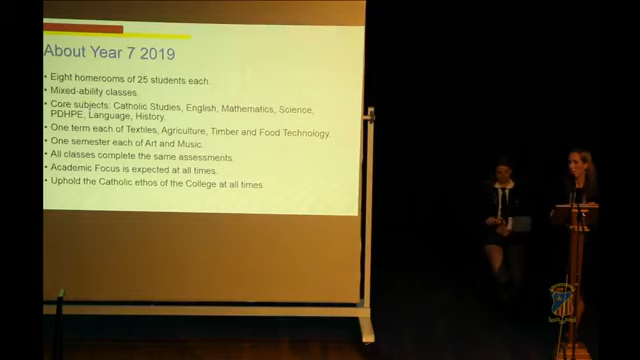 About Year 7 2019
• Eight homerooms of 25 students each.
• Mixed-ability classes.
• Core subjects: Catholic Studies, English, Mathematics, Science,
PDHPE, Language, History.
• One term each of Textiles, Agriculture, Timber and Food Technology.
• One semester each of Art and Music.
• All classes complete the same assessments.
• Academic Focus is expected at all times.
• Uphold the Catholic ethos of the College at all times.